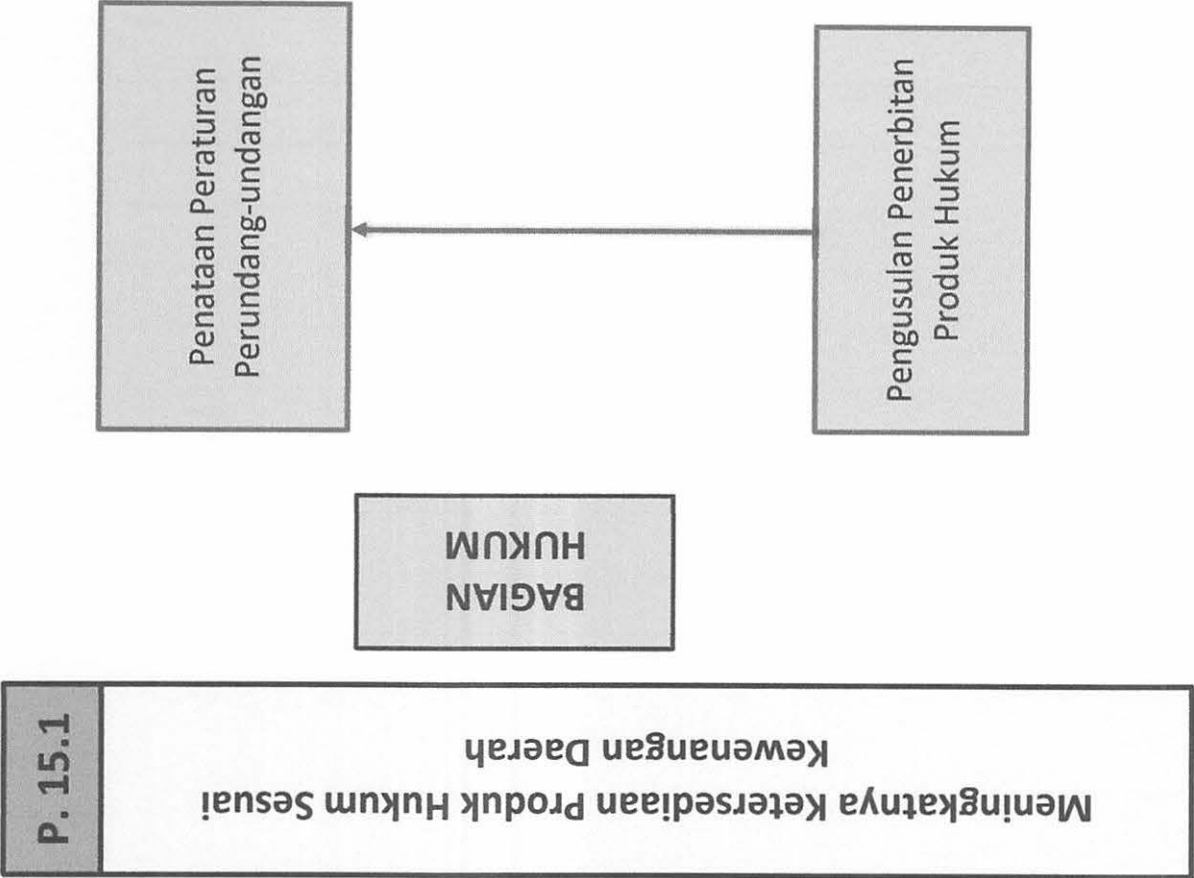 P. 15.1
Meningkatnya Ketersediaan Produk Hukum Sesuai
Kewenangan Daerah
BAGIAN
HUKUM
Penataan Peraturan
Perundang-undangan
Pengusulan Penerbitan
Produk Hukum